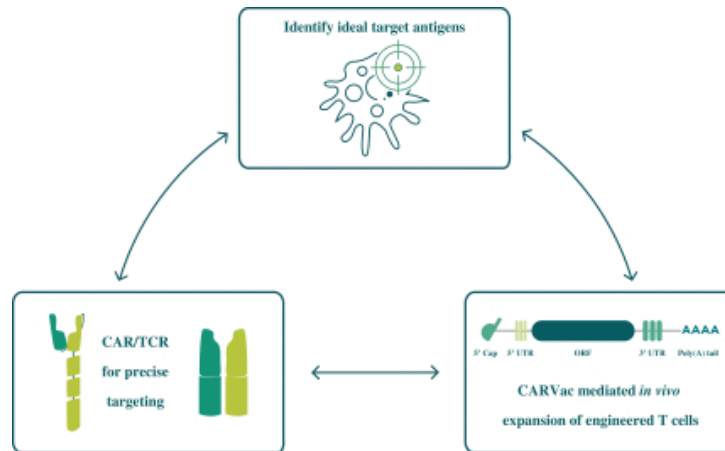 Identify ideal target antigens
CAR/TCR
for precise
targeting
AAAA
5' Cap 5' UTR ORF 3' UTR Poly(A) tail
CARVac mediated in vivo
expansion of engineered T cells